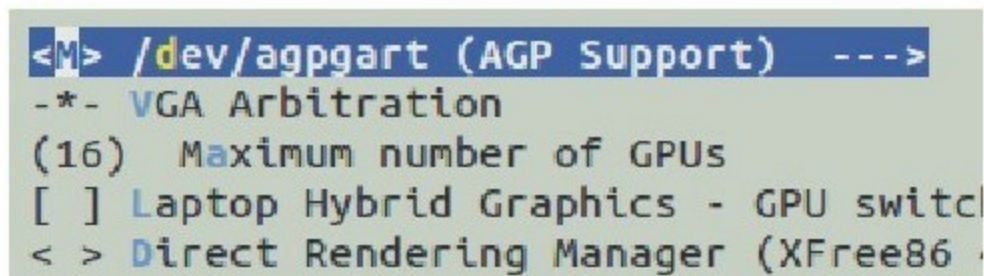 <M> /dev/agpgart (AGP Support)  --->
-*- VGA Arbitration
(16)  Maximum number of GPUs
[ ] Laptop Hybrid Graphics - GPU
< > Direct Rendering Manager (XFree86